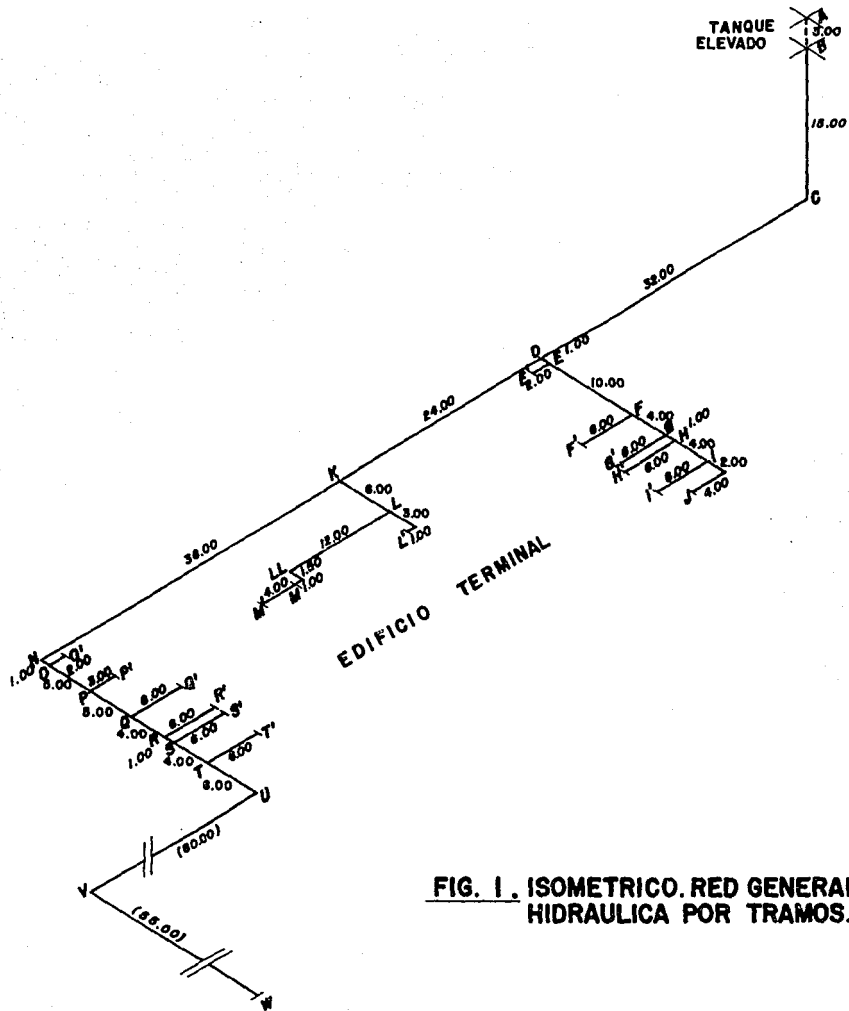 TANQUE
ELEVADO
A
3.00
B
15.00
C
32.00
D
E 1.00
E'
2.00
10.00
24.00
F
4.00
6.00
F'
G
H 1.00
6.00
G'
H'
6.00
4.00
I
2.00
6.00
I'
J
4.00
K
6.00
L
3.00
L' 1.00
12.00
LL
1.50
4.00
M'
M 1.00
36.00
EDIFICIO TERMINAL
N
1.00
O
O'
2.00
5.00
P
3.00
P'
5.00
Q
6.00
Q'
4.00
R
6.00
R'
1.00
S
6.00
S'
4.00
T
6.00
T'
6.00
U
(80.00)
V
(55.00)
W
FIG. 1. ISOMETRICO. RED GENERAL
HIDRAULICA POR TRAMOS.